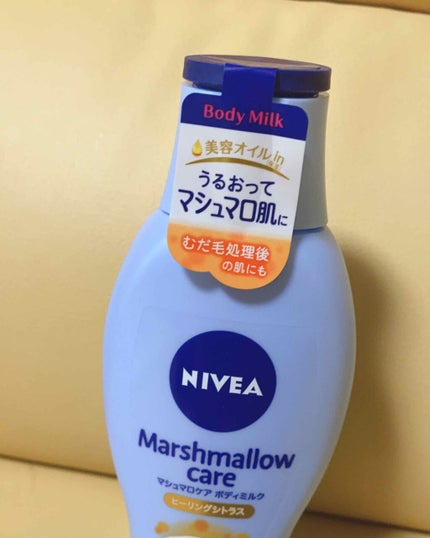 Body Milk
美容オイルin
うるおって
マシュマロ肌に
むだ毛処理後
の肌にも
NIVEA
Marshmallow
care
マシュマロケア ボディミルク
ヒーリングシトラス